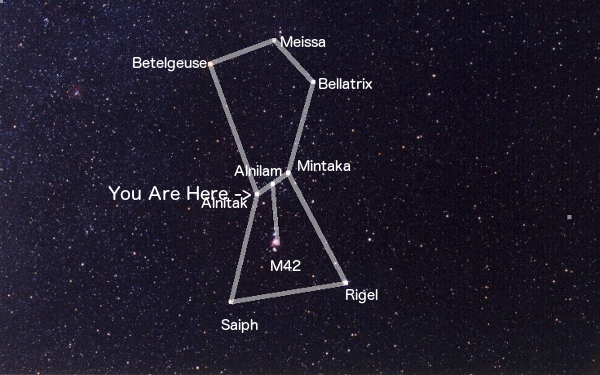 Meissa
Betelgeuse
Bellatrix
Alnilam
Mintaka
You Are Here ->
Alnitak
M42
Rigel
Saiph